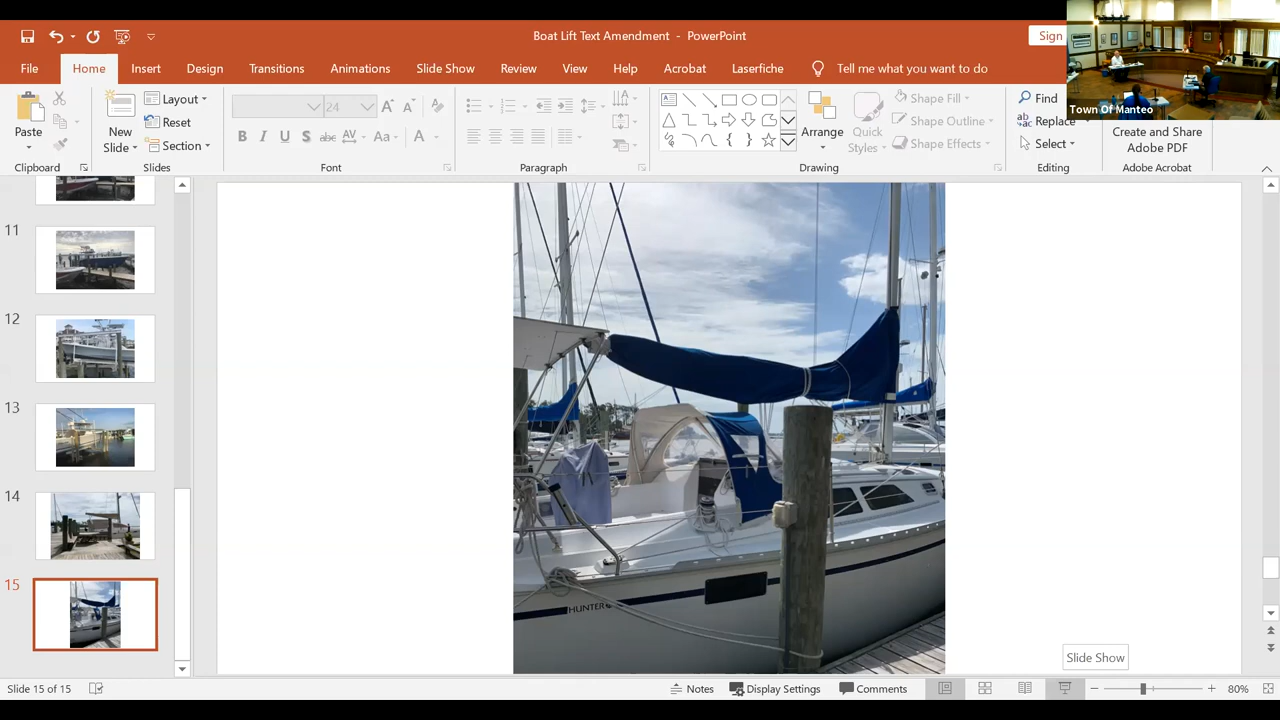 Boat Lift Text Amendment - PowerPoint
Sign
File Home Insert Design Transitions Animations Slide Show Review View Help Acrobat Laserfiche Tell me what you want to do
Town Of Manteo
Paste
Clipboard
New
Slide
Layout
Reset
Section
Slides
24
B I U S abc AV Aa A
Font
Paragraph
Arrange
Quick
Styles
Shape Fill
Shape Outline
Shape Effects
Drawing
Find
Replace
Select
Editing
Create and Share
Adobe PDF
Adobe Acrobat
11
12
13
14
15
HUNTER
Slide Show
Slide 15 of 15
Notes Display Settings Comments 80%